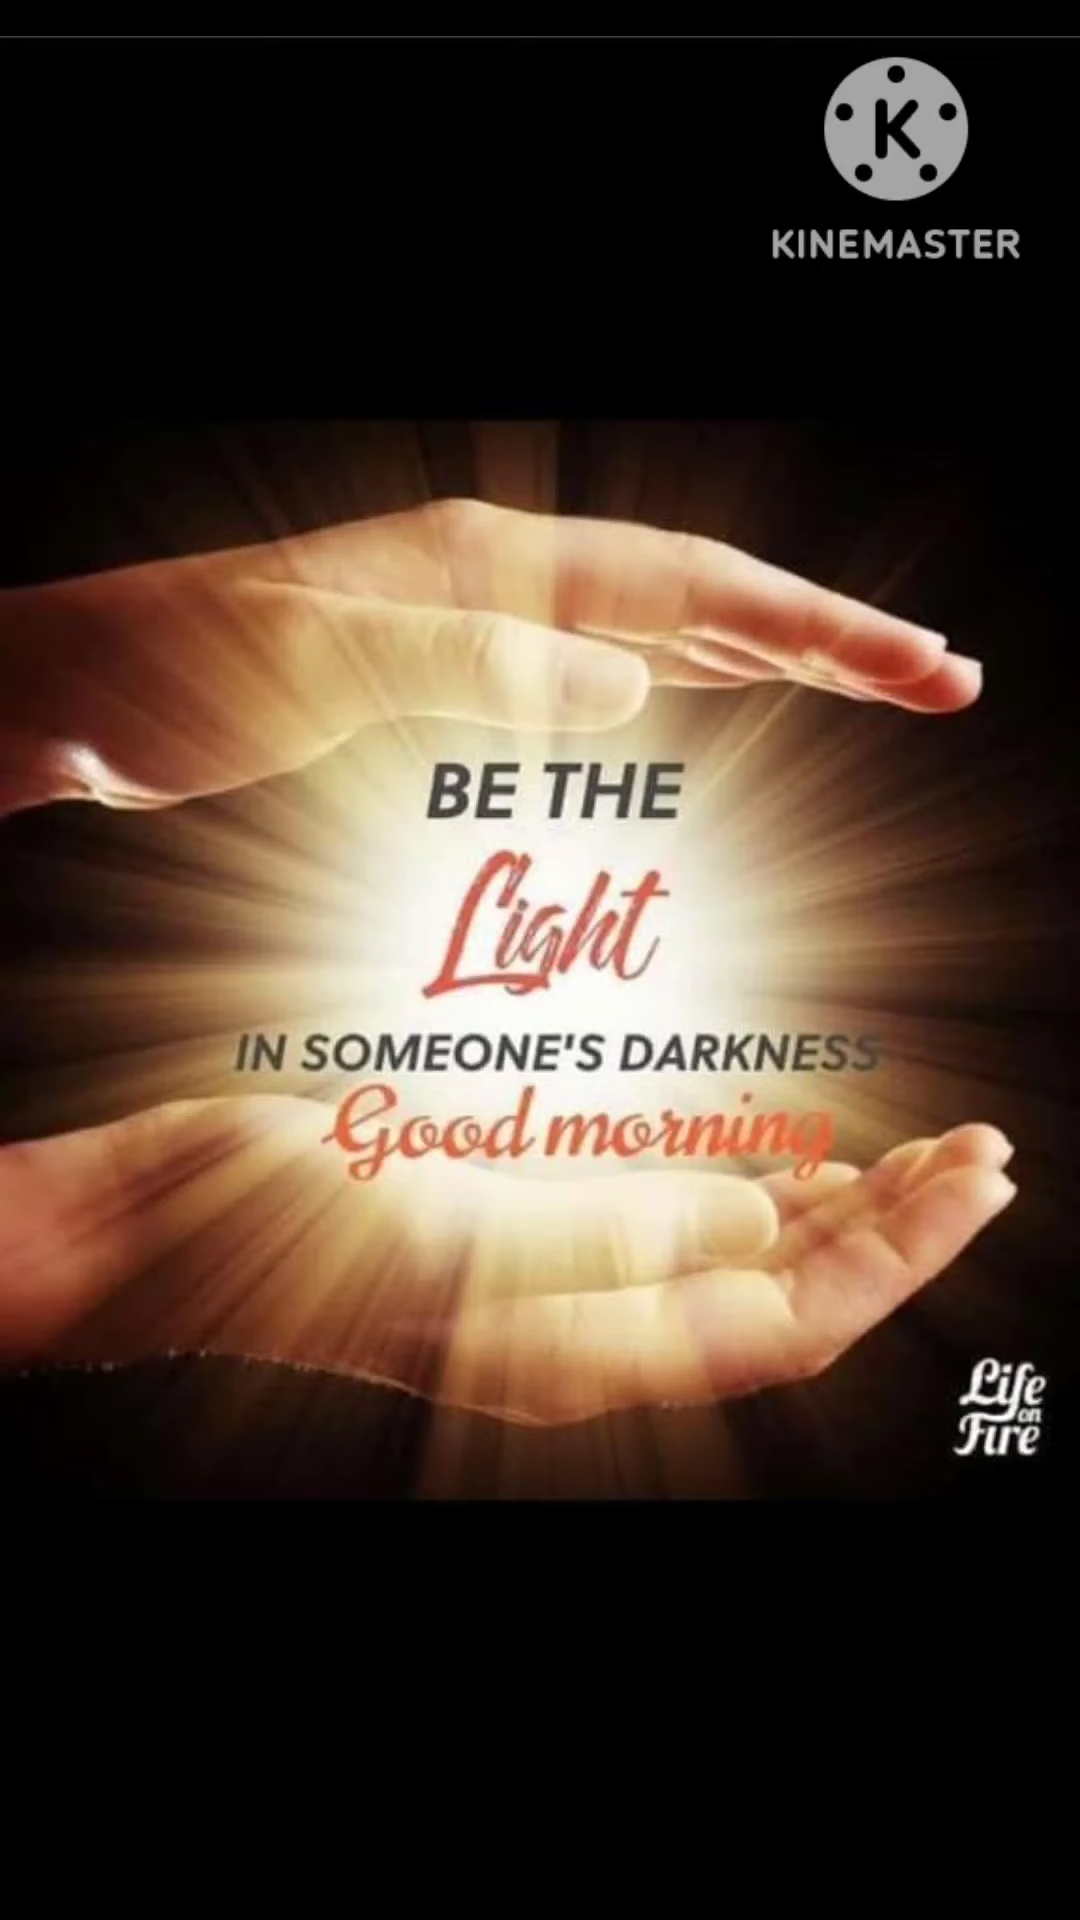 K
KINEMASTER
BE THE
Light
IN SOMEONE'S DARKNESS
Good morning
Life
on
Fire